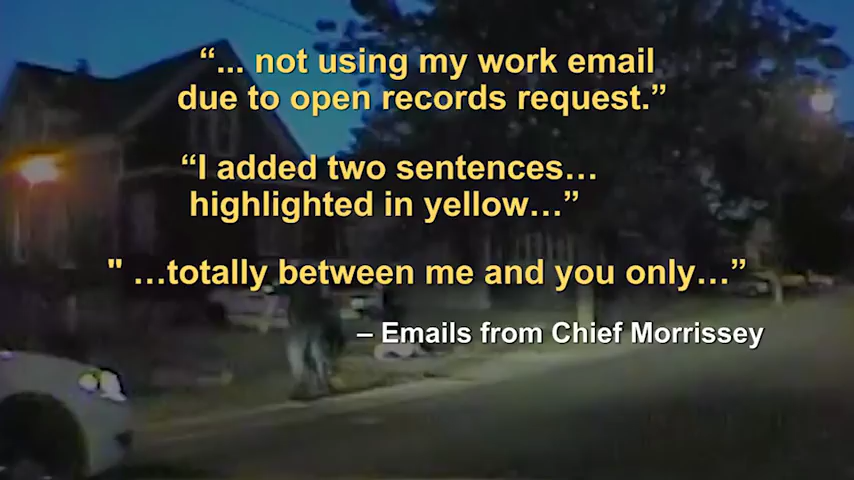 “... not using my work email
due to open records request.”
“I added two sentences…
highlighted in yellow…”
" …totally between me and you only…”
– Emails from Chief Morrissey